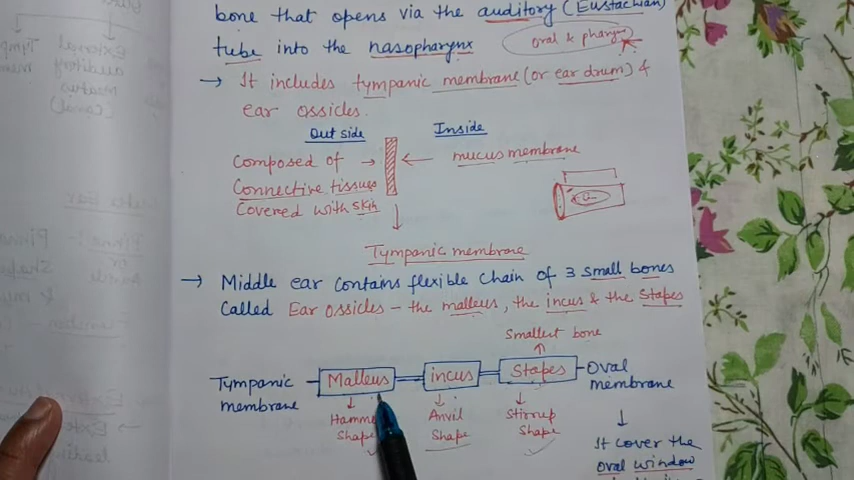 bone that opens via the auditory (Eustachian)
tube into the nasopharynx
oral & pharynx
→ It includes tympanic membrane (or ear drum) &
ear ossicles.
Out side
Inside
Composed of →
Connective tissues
Covered with skin
← mucus membrane
Tympanic membrane
→ Middle ear contains flexible chain of 3 small bones
Called Ear ossicles - the malleus, the incus & the Stapes
Smallest bone
Tympanic membrane
Malleus
incus
Stapes
Oval membrane
Hamme
Shape
Anvil
Shape
Stirrup
Shape
It cover the
oval window